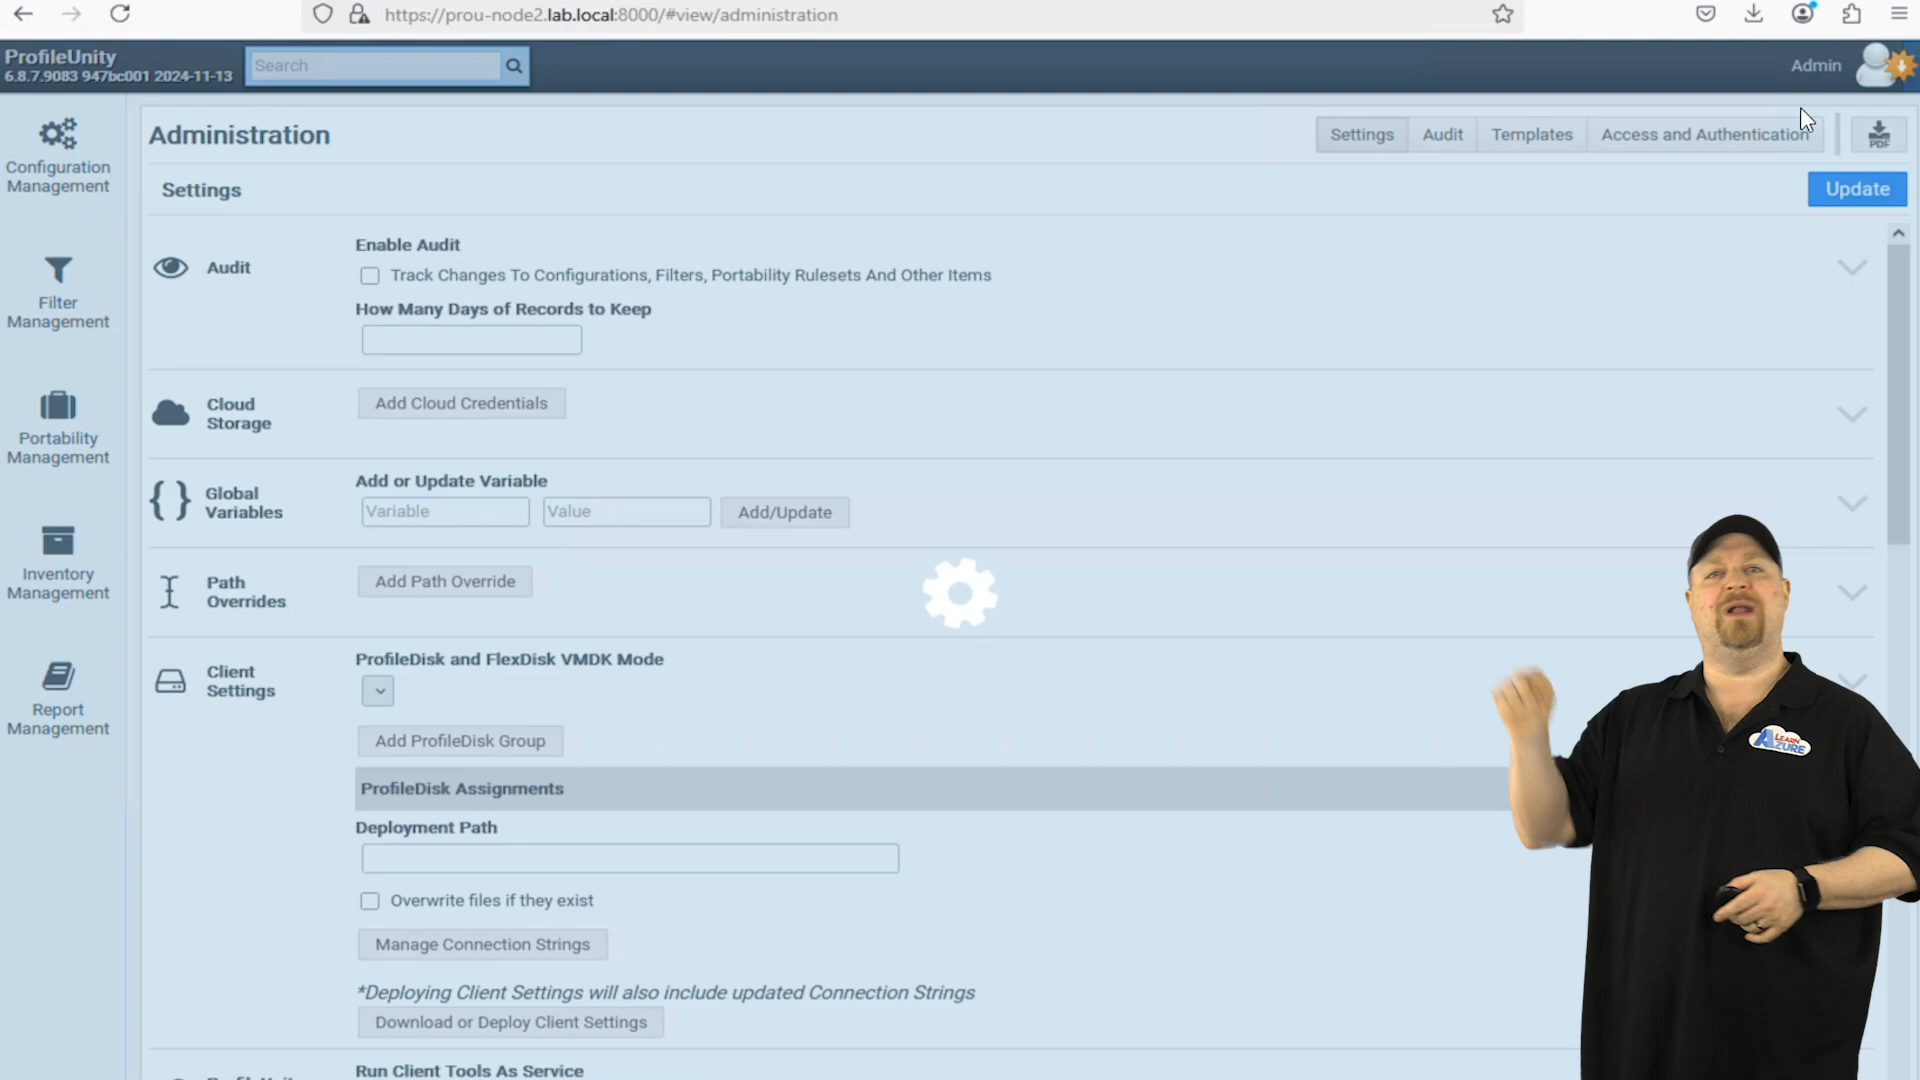 https://prou-node2.lab.local:8000/#view/administration
ProfileUnity
6.8.7.9083 947bc001 2024-11-13
Search
Admin
Configuration
Management
Filter
Management
Portability
Management
Inventory
Management
Report
Management
Administration
Settings
Audit
Templates
Access and Authentication
PDF
Settings
Update
Audit
Enable Audit
Track Changes To Configurations, Filters, Portability Rulesets And Other Items
How Many Days of Records to Keep
Cloud
Storage
Add Cloud Credentials
Global
Variables
Add or Update Variable
Variable
Value
Add/Update
Path
Overrides
Add Path Override
Client
Settings
ProfileDisk and FlexDisk VMDK Mode
Add ProfileDisk Group
ProfileDisk Assignments
Deployment Path
Overwrite files if they exist
Manage Connection Strings
*Deploying Client Settings will also include updated Connection Strings
Download or Deploy Client Settings
Run Client Tools As Service
LEARN
AZURE